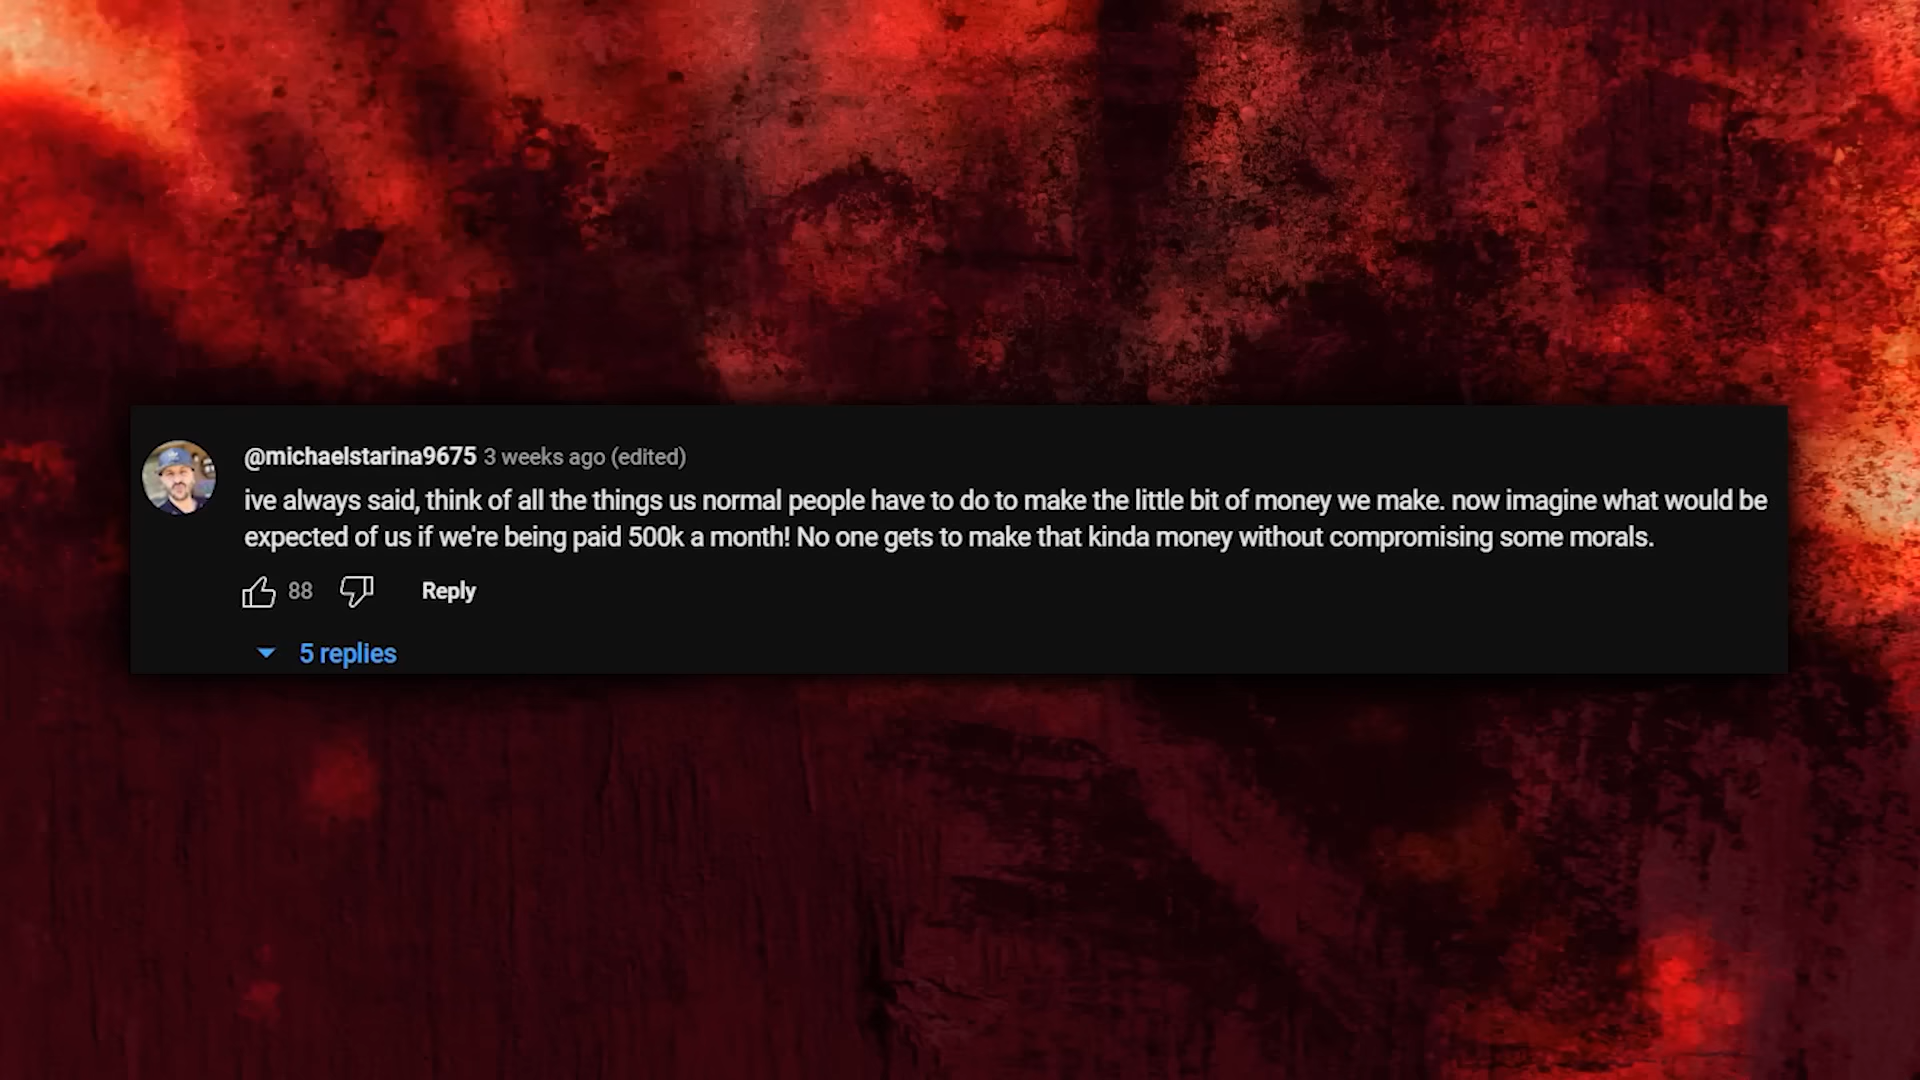 @michaelstarina9675 3 weeks ago (edited)
ive always said, think of all the things us normal people have to do to make the little bit of money we make. now imagine what would be
expected of us if we're being paid 500k a month! No one gets to make that kinda money without compromising some morals.
88 Reply
5 replies